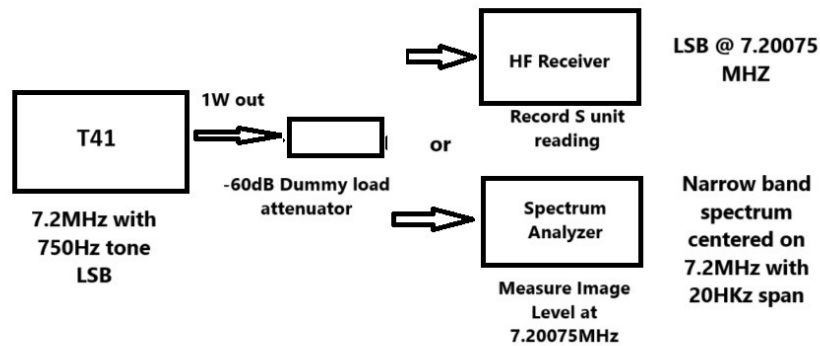 T41
7.2MHz with
750Hz tone
LSB
1W out
-60dB Dummy load
attenuator
or
HF Receiver
Record S unit
reading
LSB @ 7.20075
MHZ
Spectrum
Analyzer
Measure Image
Level at
7.20075MHz
Narrow band
spectrum
centered on
7.2MHz with
20HKz span